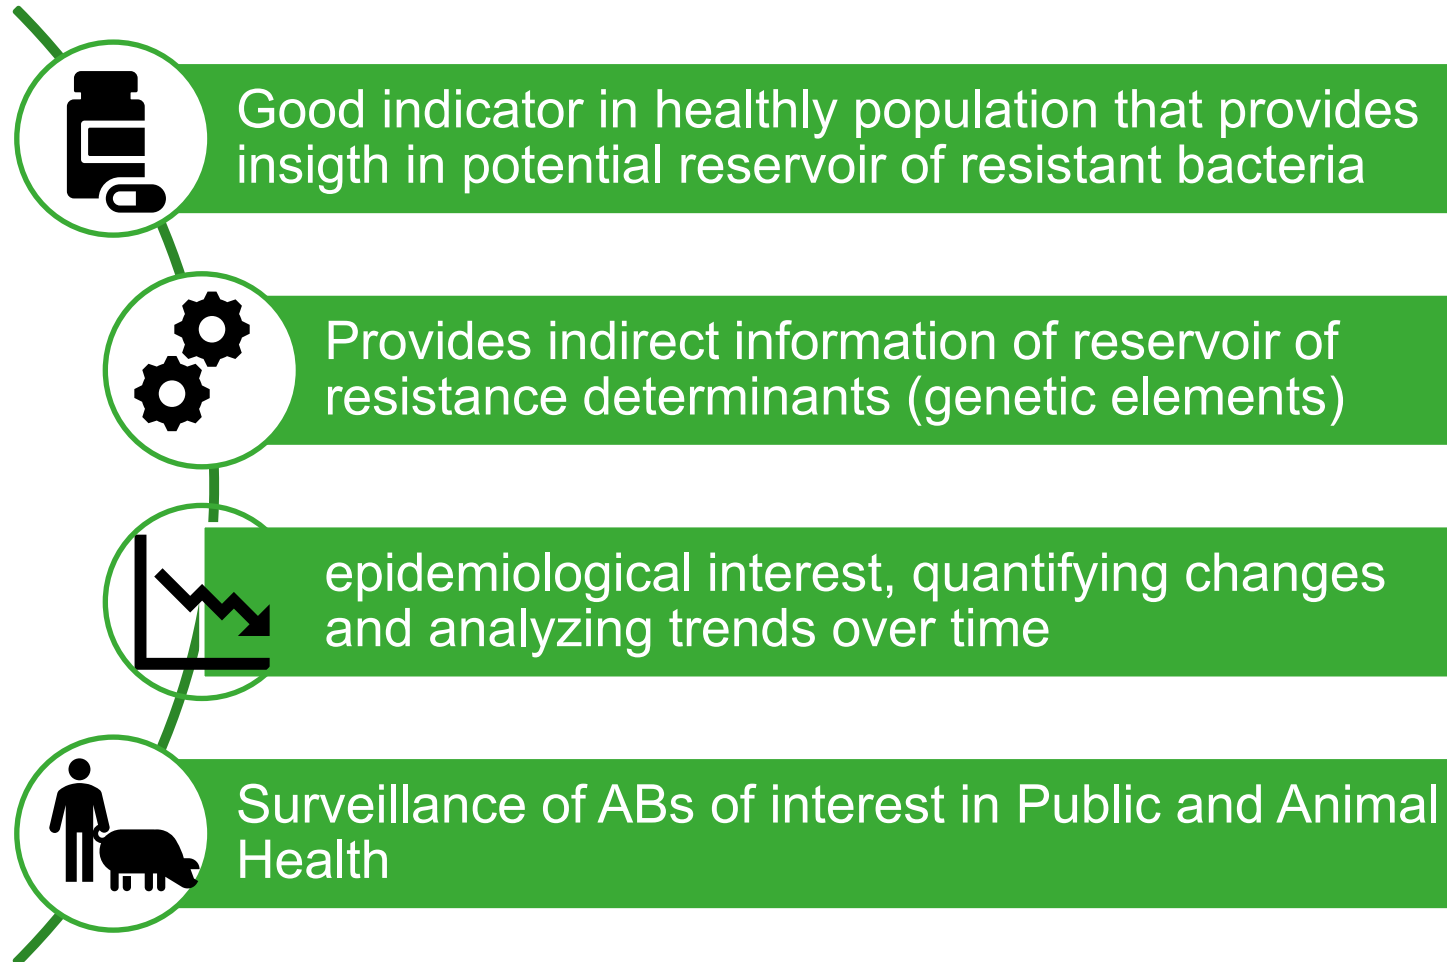 Good indicator in healthly population that provides
insigth in potential reservoir of resistant bacteria
Provides indirect information of reservoir of
resistance determinants (genetic elements)
epidemiological interest, quantifying changes
and analyzing trends over time
Surveillance of ABs of interest in Public and Animal
Health